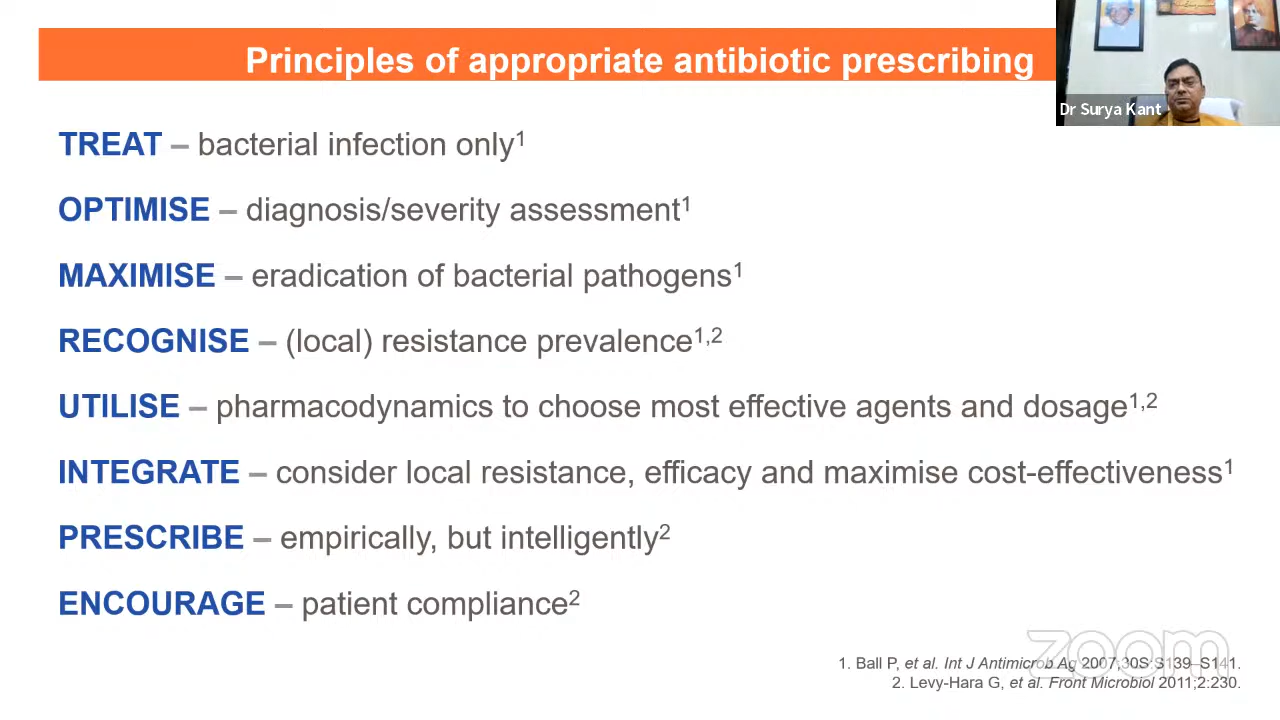 Principles of appropriate antibiotic prescribing
Dr Surya Kant
TREAT – bacterial infection only¹
OPTIMISE – diagnosis/severity assessment¹
MAXIMISE – eradication of bacterial pathogens¹
RECOGNISE – (local) resistance prevalence¹,²
UTILISE – pharmacodynamics to choose most effective agents and dosage¹,²
INTEGRATE – consider local resistance, efficacy and maximise cost-effectiveness¹
PRESCRIBE – empirically, but intelligently²
ENCOURAGE – patient compliance²
zoom
1. Ball P, et al. Int J Antimicrob Ag 2007;30S:S139–S141.
2. Levy-Hara G, et al. Front Microbiol 2011;2:230.